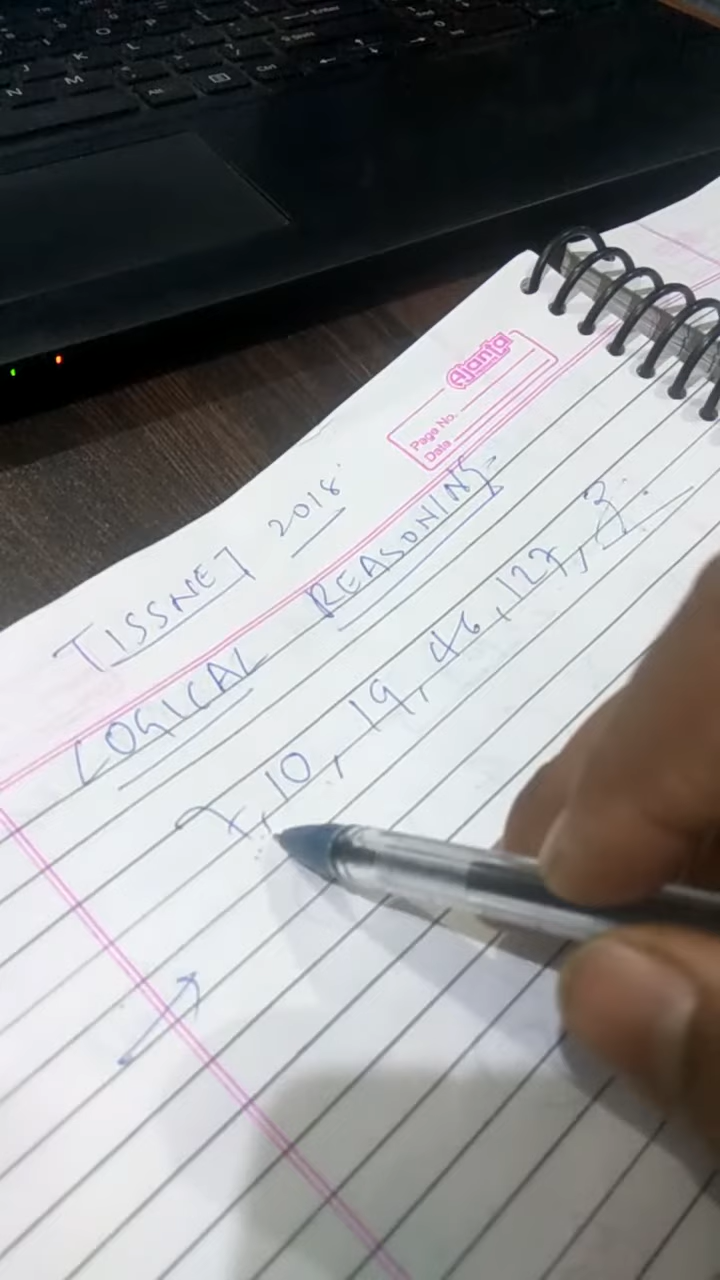 Ajanta
Page No.
Date
TISSNET 2018
LOGICAL REASONING
7, 10, 19, 46, 127, ?.